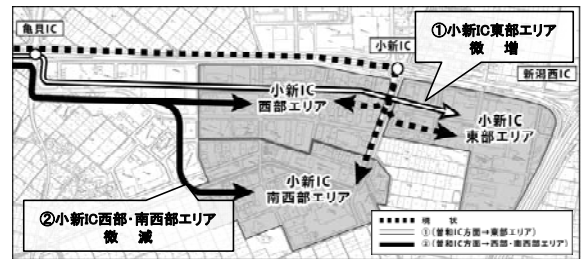 亀貝IC
小新IC
①小新IC東部エリア
微 増
新潟西IC
小新IC
西部エリア
小新IC
東部エリア
小新IC
南西部エリア
②小新IC西部・南西部エリア
微 減
現 状
①(曽和IC方面→東部エリア)
②(曽和IC方面→西部・南西部エリア)